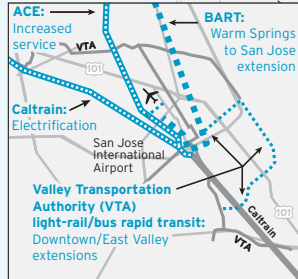 ACE:
Increased
service
BART:
Warm Springs
to San Jose
extension
VTA
101
101
Caltrain:
Electrification
San Jose
International
Airport
101
Valley Transportation
Authority (VTA)
light-rail/bus rapid transit:
Downtown/East Valley
extensions
Caltrain
VTA